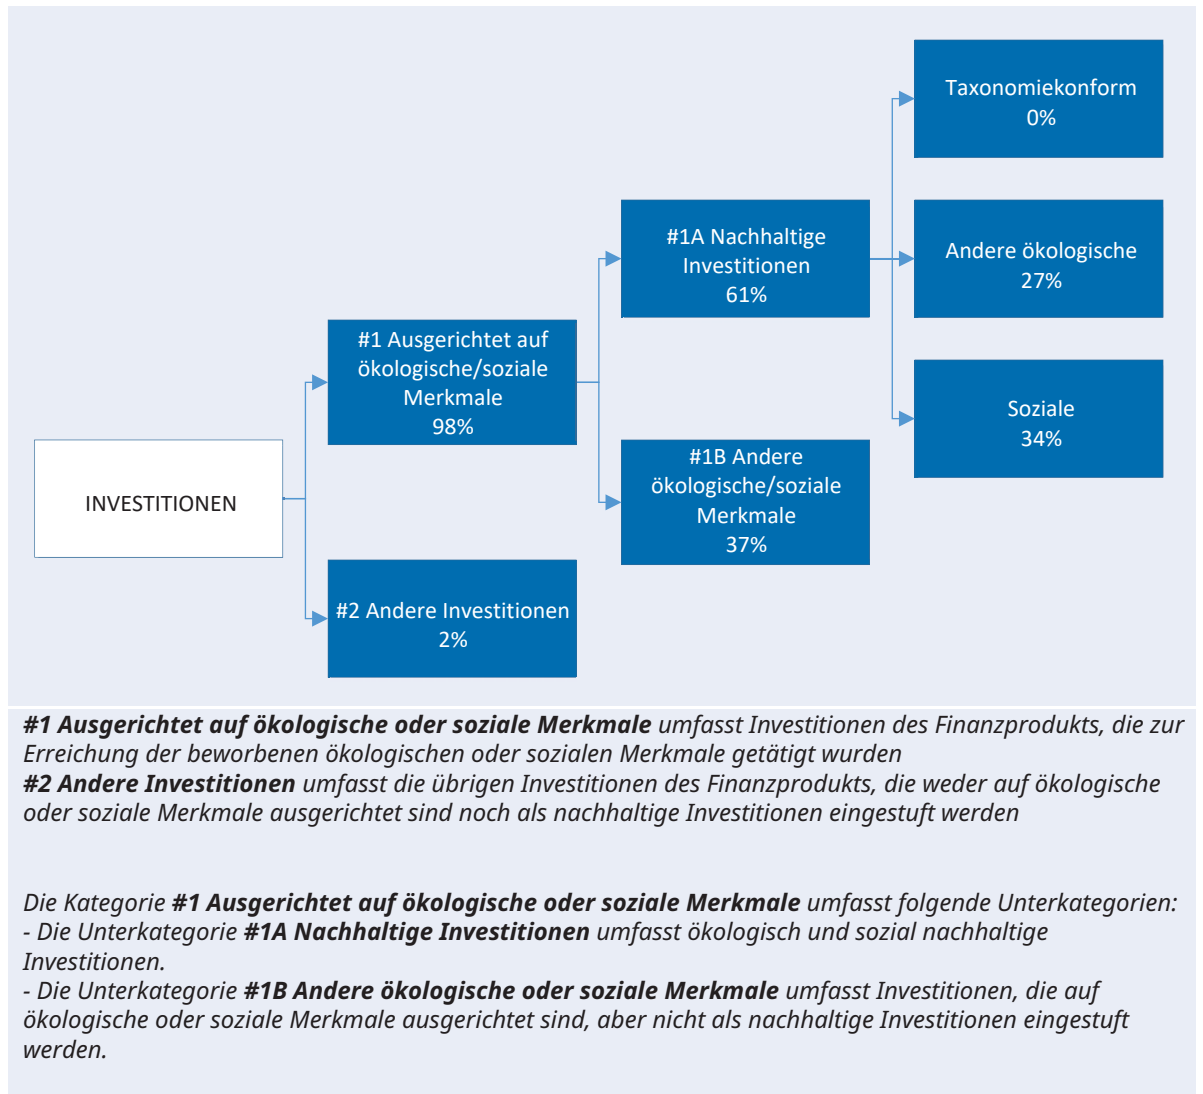 Taxonomiekonform
0%
#1A Nachhaltige
Investitionen
61%
Andere ökologische
27%
#1 Ausgerichtet auf
ökologische/soziale
Merkmale
98%
Soziale
34%
#1B Andere
ökologische/soziale
Merkmale
37%
INVESTITIONEN
#2 Andere Investitionen
2%
#1 Ausgerichtet auf ökologische oder soziale Merkmale umfasst Investitionen des Finanzprodukts, die zur
Erreichung der beworbenen ökologischen oder sozialen Merkmale getätigt wurden
#2 Andere Investitionen umfasst die übrigen Investitionen des Finanzprodukts, die weder auf ökologische
oder soziale Merkmale ausgerichtet sind noch als nachhaltige Investitionen eingestuft werden
Die Kategorie #1 Ausgerichtet auf ökologische oder soziale Merkmale umfasst folgende Unterkategorien:
- Die Unterkategorie #1A Nachhaltige Investitionen umfasst ökologisch und sozial nachhaltige
Investitionen.
- Die Unterkategorie #1B Andere ökologische oder soziale Merkmale umfasst Investitionen, die auf
ökologische oder soziale Merkmale ausgerichtet sind, aber nicht als nachhaltige Investitionen eingestuft
werden.